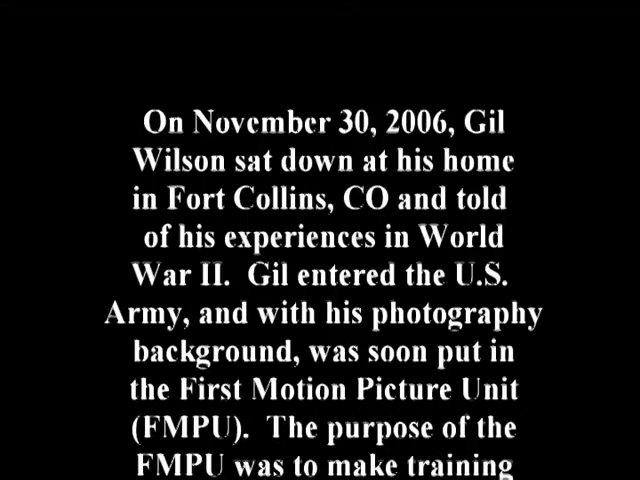 On November 30, 2006, Gil
Wilson sat down at his home
in Fort Collins, CO and told
of his experiences in World
War II.  Gil entered the U.S.
Army, and with his photography
background, was soon put in
the First Motion Picture Unit
(FMPU).  The purpose of the
FMPU was to make training